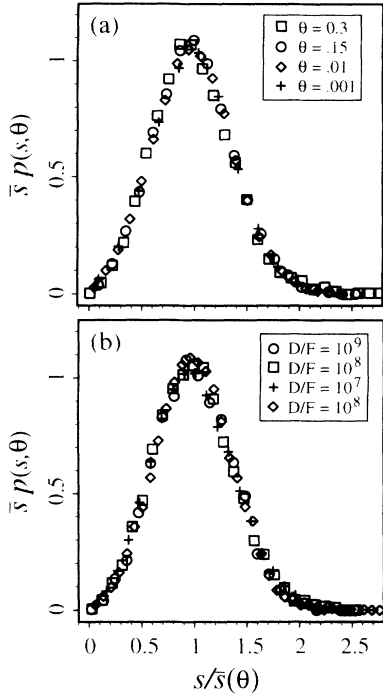 (a)
□ θ = 0.3
○ θ = .15
◇ θ = .01
+ θ = .001
1
0.5
0
s̅ p(s,θ)
(b)
○ D/F = 10⁹
□ D/F = 10⁸
+ D/F = 10⁷
◇ D/F = 10⁸
1
0.5
0
s̅ p(s,θ)
0 0.5 1 1.5 2 2.5
s/s̅(θ)